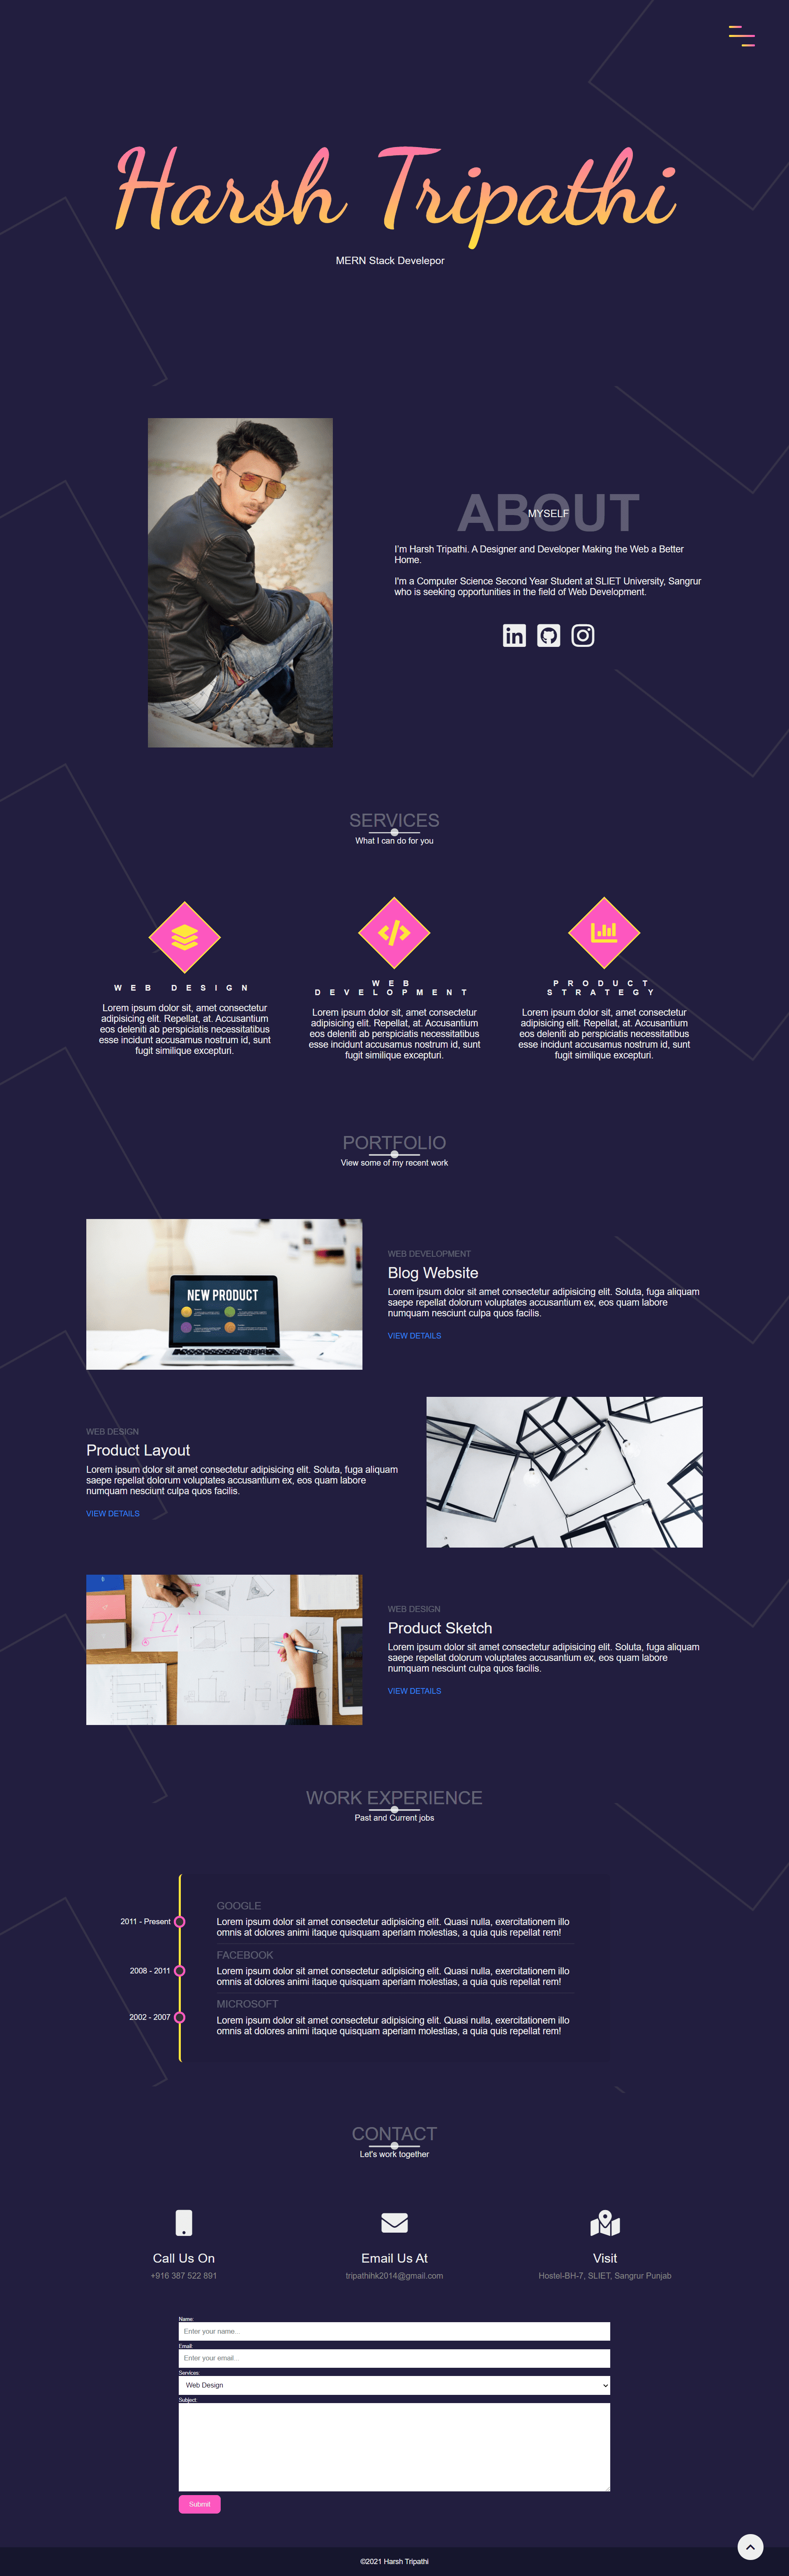 Harsh Tripathi
MERN Stack Develepor
ABOUT
MYSELF
I'm Harsh Tripathi. A Designer and Developer Making the Web a Better
Home.
I'm a Computer Science Second Year Student at SLIET University, Sangrur
who is seeking opportunities in the field of Web Development.
SERVICES
What I can do for you
WEB DESIGN
Lorem ipsum dolor sit, amet consectetur
adipisicing elit. Repellat, at. Accusantium
eos deleniti ab perspiciatis necessitatibus
esse incidunt accusamus nostrum id, sunt
fugit similique excepturi.
WEB
DEVELOPMENT
Lorem ipsum dolor sit, amet consectetur
adipisicing elit. Repellat, at. Accusantium
eos deleniti ab perspiciatis necessitatibus
esse incidunt accusamus nostrum id, sunt
fugit similique excepturi.
PRODUCT
STRATEGY
Lorem ipsum dolor sit, amet consectetur
adipisicing elit. Repellat, at. Accusantium
eos deleniti ab perspiciatis necessitatibus
esse incidunt accusamus nostrum id, sunt
fugit similique excepturi.
PORTFOLIO
View some of my recent work
NEW PRODUCT
WEB DEVELOPMENT
Blog Website
Lorem ipsum dolor sit amet consectetur adipisicing elit. Soluta, fuga aliquam
saepe repellat dolorum voluptates accusantium ex, eos quam labore
numquam nesciunt culpa quos facilis.
VIEW DETAILS
WEB DESIGN
Product Layout
Lorem ipsum dolor sit amet consectetur adipisicing elit. Soluta, fuga aliquam
saepe repellat dolorum voluptates accusantium ex, eos quam labore
numquam nesciunt culpa quos facilis.
VIEW DETAILS
WEB DESIGN
Product Sketch
Lorem ipsum dolor sit amet consectetur adipisicing elit. Soluta, fuga aliquam
saepe repellat dolorum voluptates accusantium ex, eos quam labore
numquam nesciunt culpa quos facilis.
VIEW DETAILS
WORK EXPERIENCE
Past and Current jobs
2011 - Present
GOOGLE
Lorem ipsum dolor sit amet consectetur adipisicing elit. Quasi nulla, exercitationem illo
omnis at dolores animi itaque quisquam aperiam molestias, a quia quis repellat rem!
2008 - 2011
FACEBOOK
Lorem ipsum dolor sit amet consectetur adipisicing elit. Quasi nulla, exercitationem illo
omnis at dolores animi itaque quisquam aperiam molestias, a quia quis repellat rem!
2002 - 2007
MICROSOFT
Lorem ipsum dolor sit amet consectetur adipisicing elit. Quasi nulla, exercitationem illo
omnis at dolores animi itaque quisquam aperiam molestias, a quia quis repellat rem!
CONTACT
Let's work together
Call Us On
+916 387 522 891
Email Us At
tripathihk2014@gmail.com
Visit
Hostel-BH-7, SLIET, Sangrur Punjab
Name:
Enter your name...
Email:
Enter your email...
Services:
Web Design
Subject:
Submit
©2021 Harsh Tripathi